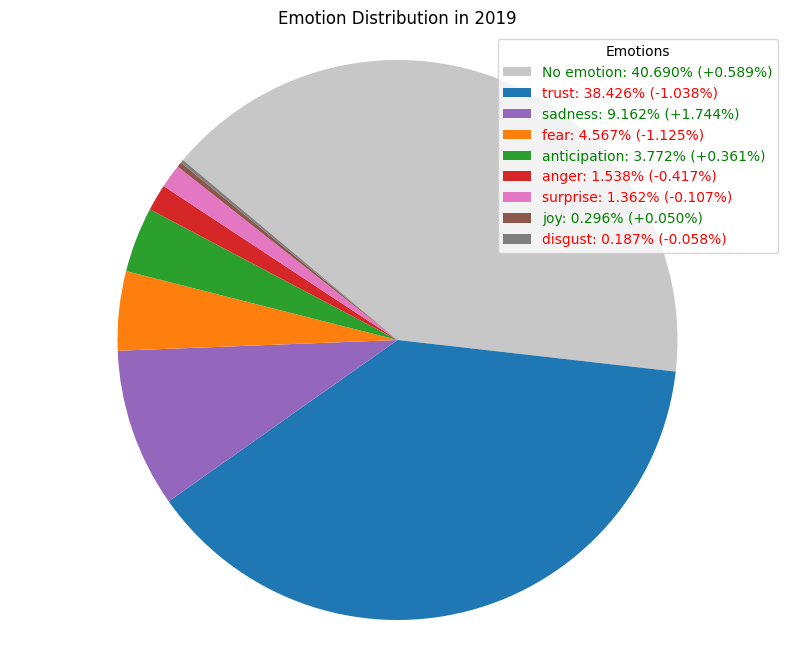 Emotion Distribution in 2019
Emotions
No emotion: 40.690% (+0.589%)
trust: 38.426% (-1.038%)
sadness: 9.162% (+1.744%)
fear: 4.567% (-1.125%)
anticipation: 3.772% (+0.361%)
anger: 1.538% (-0.417%)
surprise: 1.362% (-0.107%)
joy: 0.296% (+0.050%)
disgust: 0.187% (-0.058%)